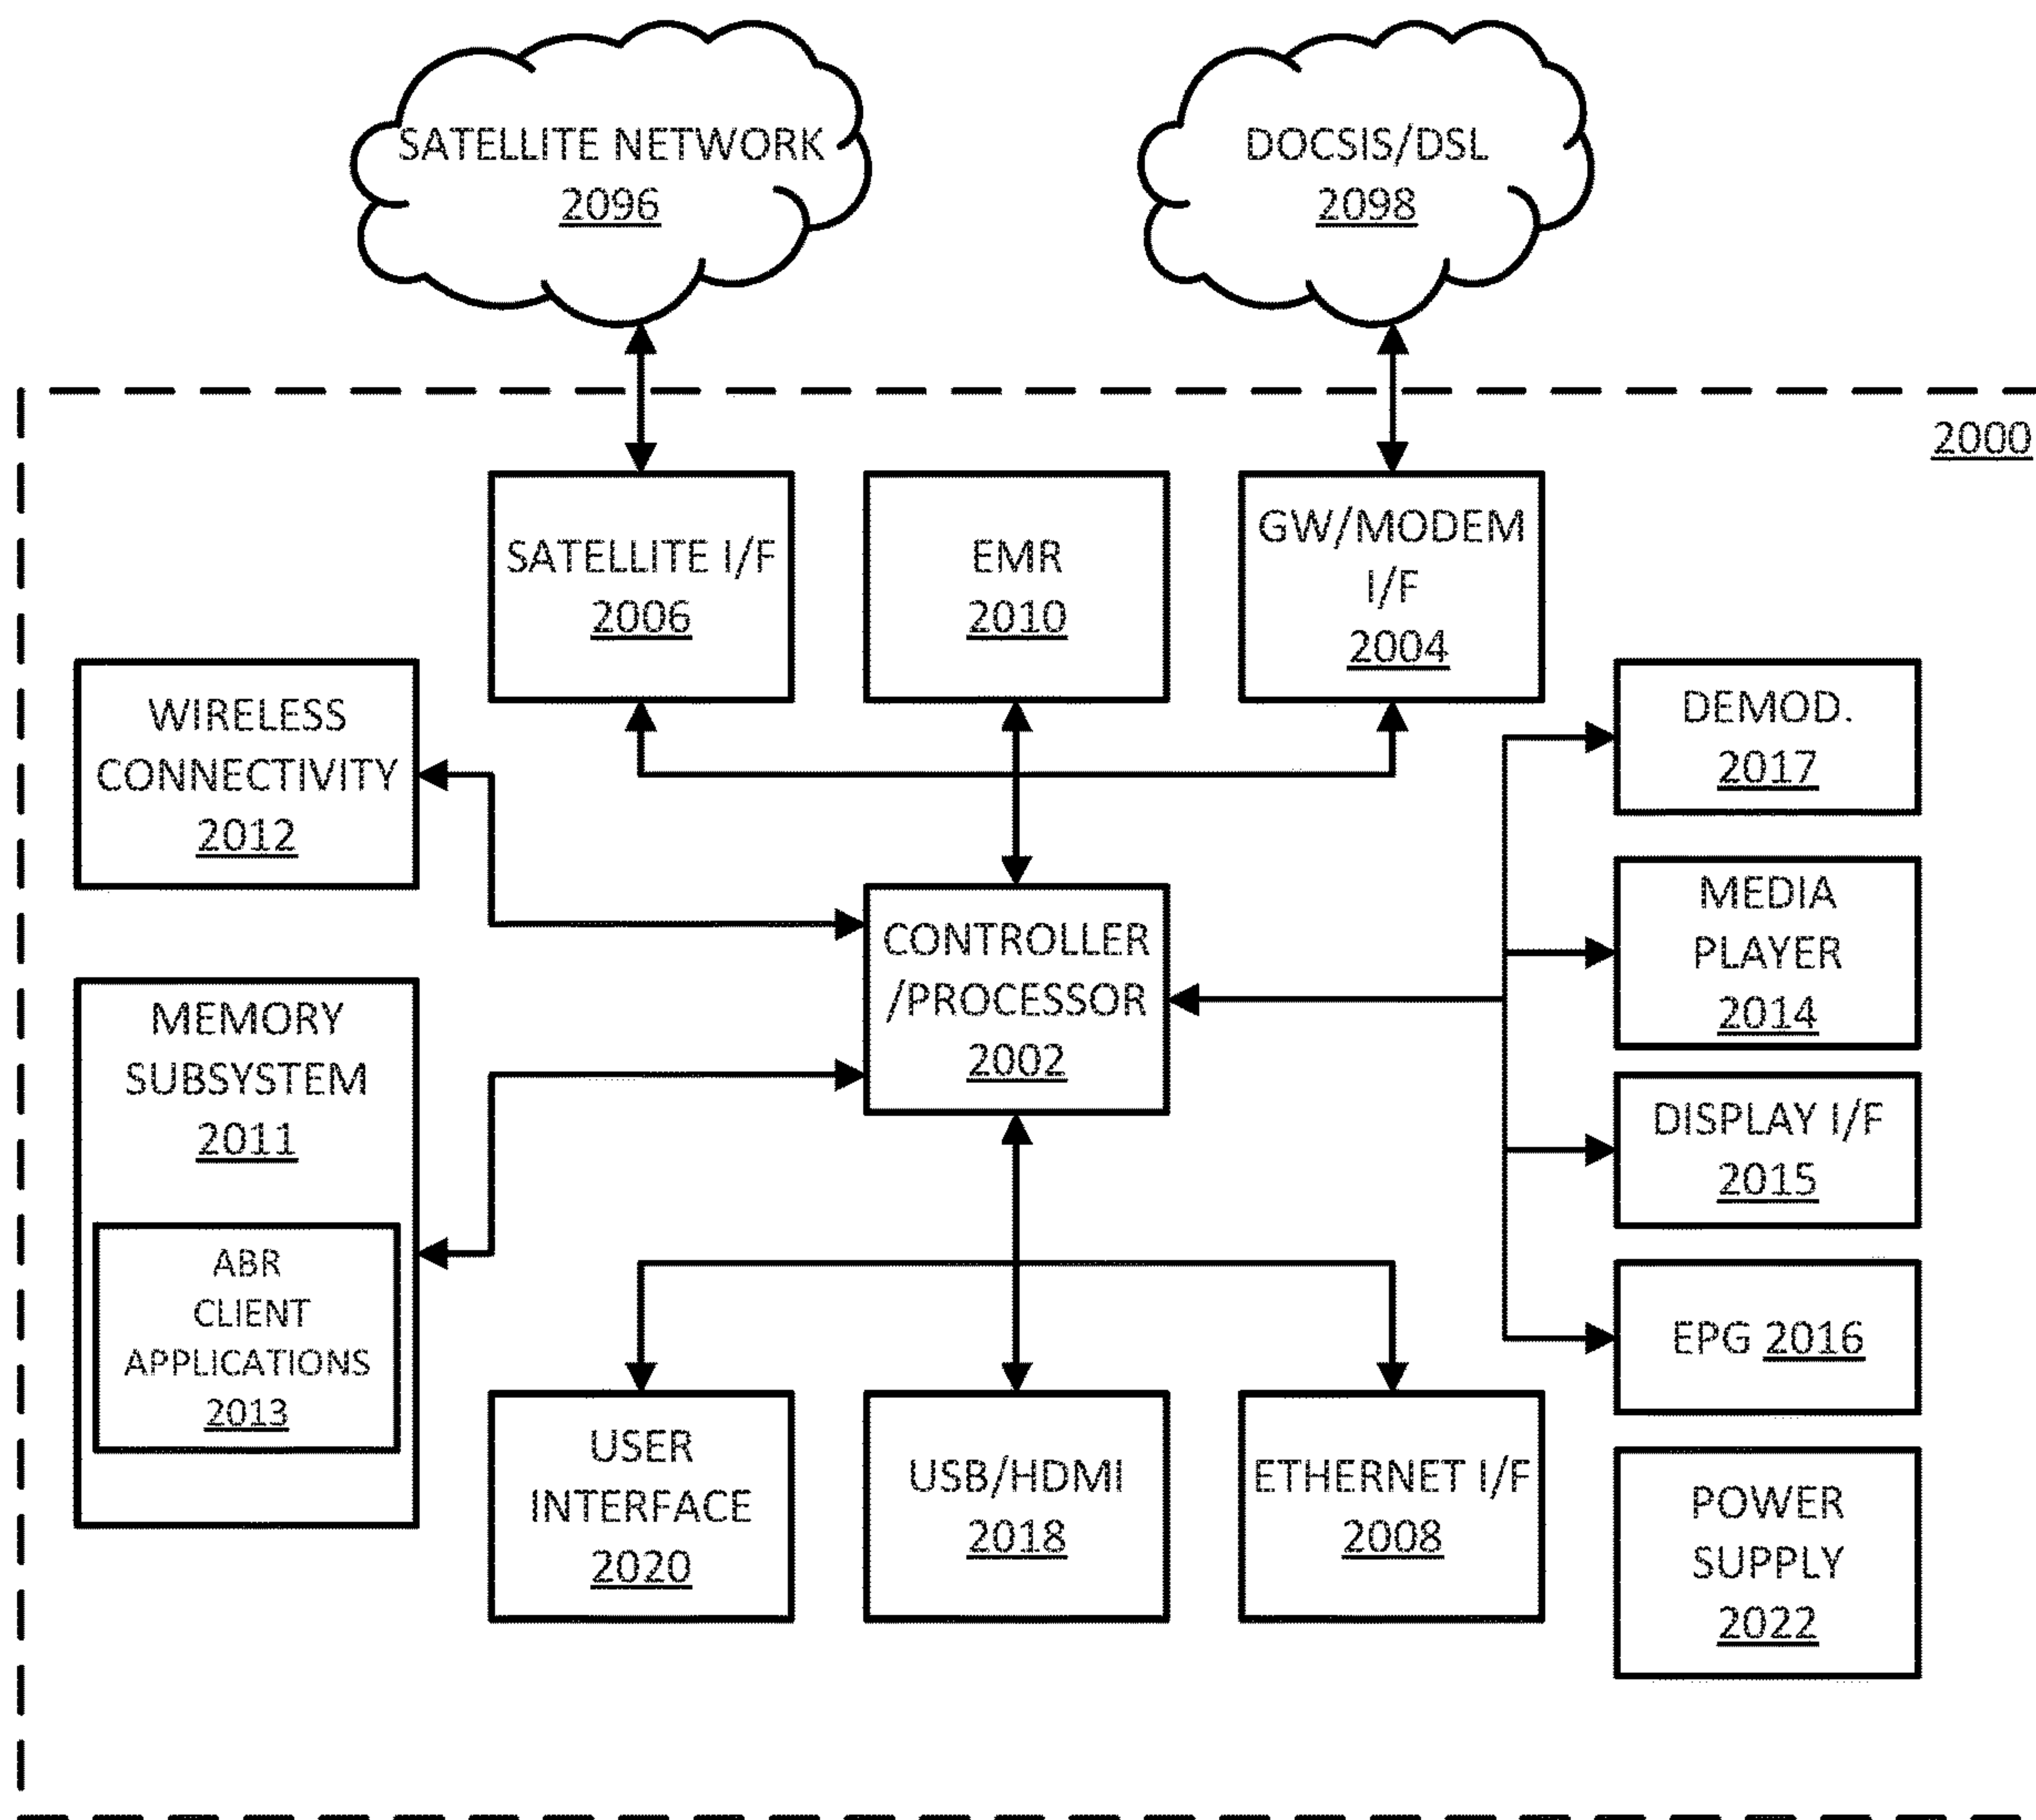 SATELLITE NETWORK
2096
DOCSIS/DSL
2098
2000
SATELLITE I/F
2006
EMR
2010
GW/MODEM
I/F
2004
WIRELESS
CONNECTIVITY
2012
DEMOD.
2017
MEDIA
PLAYER
2014
CONTROLLER
/PROCESSOR
2002
MEMORY
SUBSYSTEM
2011
ABR
CLIENT
APPLICATIONS
2013
DISPLAY I/F
2015
EPG 2016
USER
INTERFACE
2020
USB/HDMI
2018
ETHERNET I/F
2008
POWER
SUPPLY
2022